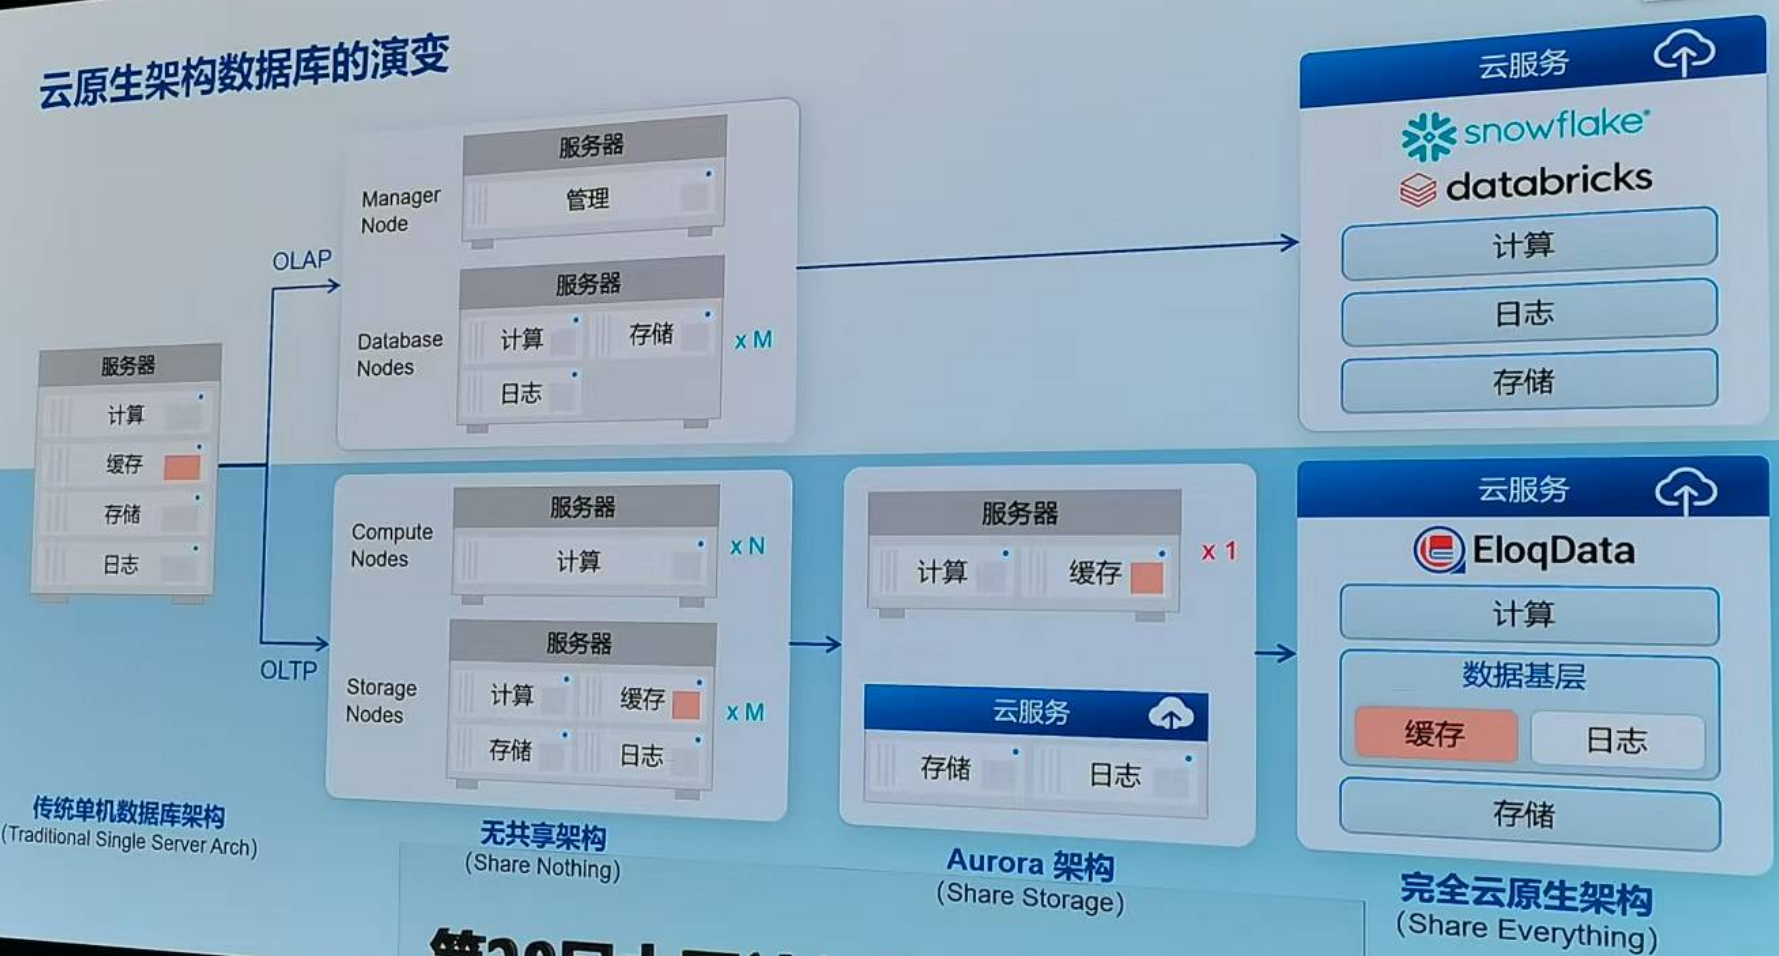 云原生架构数据库的演变
服务器
计算
缓存
存储
日志
传统单机数据库架构
(Traditional Single Server Arch)
OLAP
OLTP
Manager
Node
服务器
管理
Database
Nodes
服务器
计算
存储
日志
x M
Compute
Nodes
服务器
计算
x N
Storage
Nodes
服务器
计算
缓存
存储
日志
x M
无共享架构
(Share Nothing)
服务器
计算
缓存
x 1
云服务
存储
日志
Aurora 架构
(Share Storage)
云服务
snowflake®
databricks
计算
日志
存储
云服务
EloqData
计算
数据基层
缓存
日志
存储
完全云原生架构
(Share Everything)